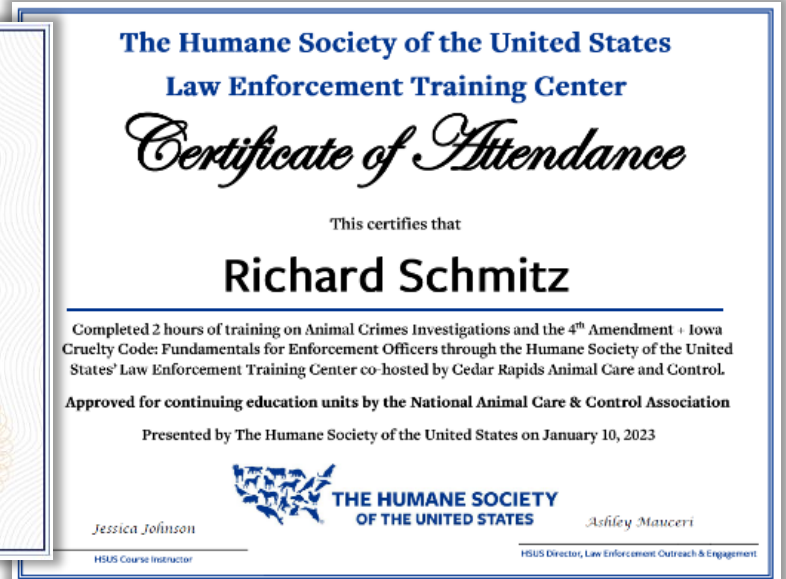 The Humane Society of the United States
Law Enforcement Training Center
Certificate of Attendance
This certifies that
Richard Schmitz
Completed 2 hours of training on Animal Crimes Investigations and the 4th Amendment + Iowa
Cruelty Code: Fundamentals for Enforcement Officers through the Humane Society of the United
States' Law Enforcement Training Center co-hosted by Cedar Rapids Animal Care and Control.
Approved for continuing education units by the National Animal Care & Control Association
Presented by The Humane Society of the United States on January 10, 2023
THE HUMANE SOCIETY
OF THE UNITED STATES
Jessica Johnson
Ashley Mauceri
HSUS Course Instructor
HSUS Director, Law Enforcement Outreach & Engagement